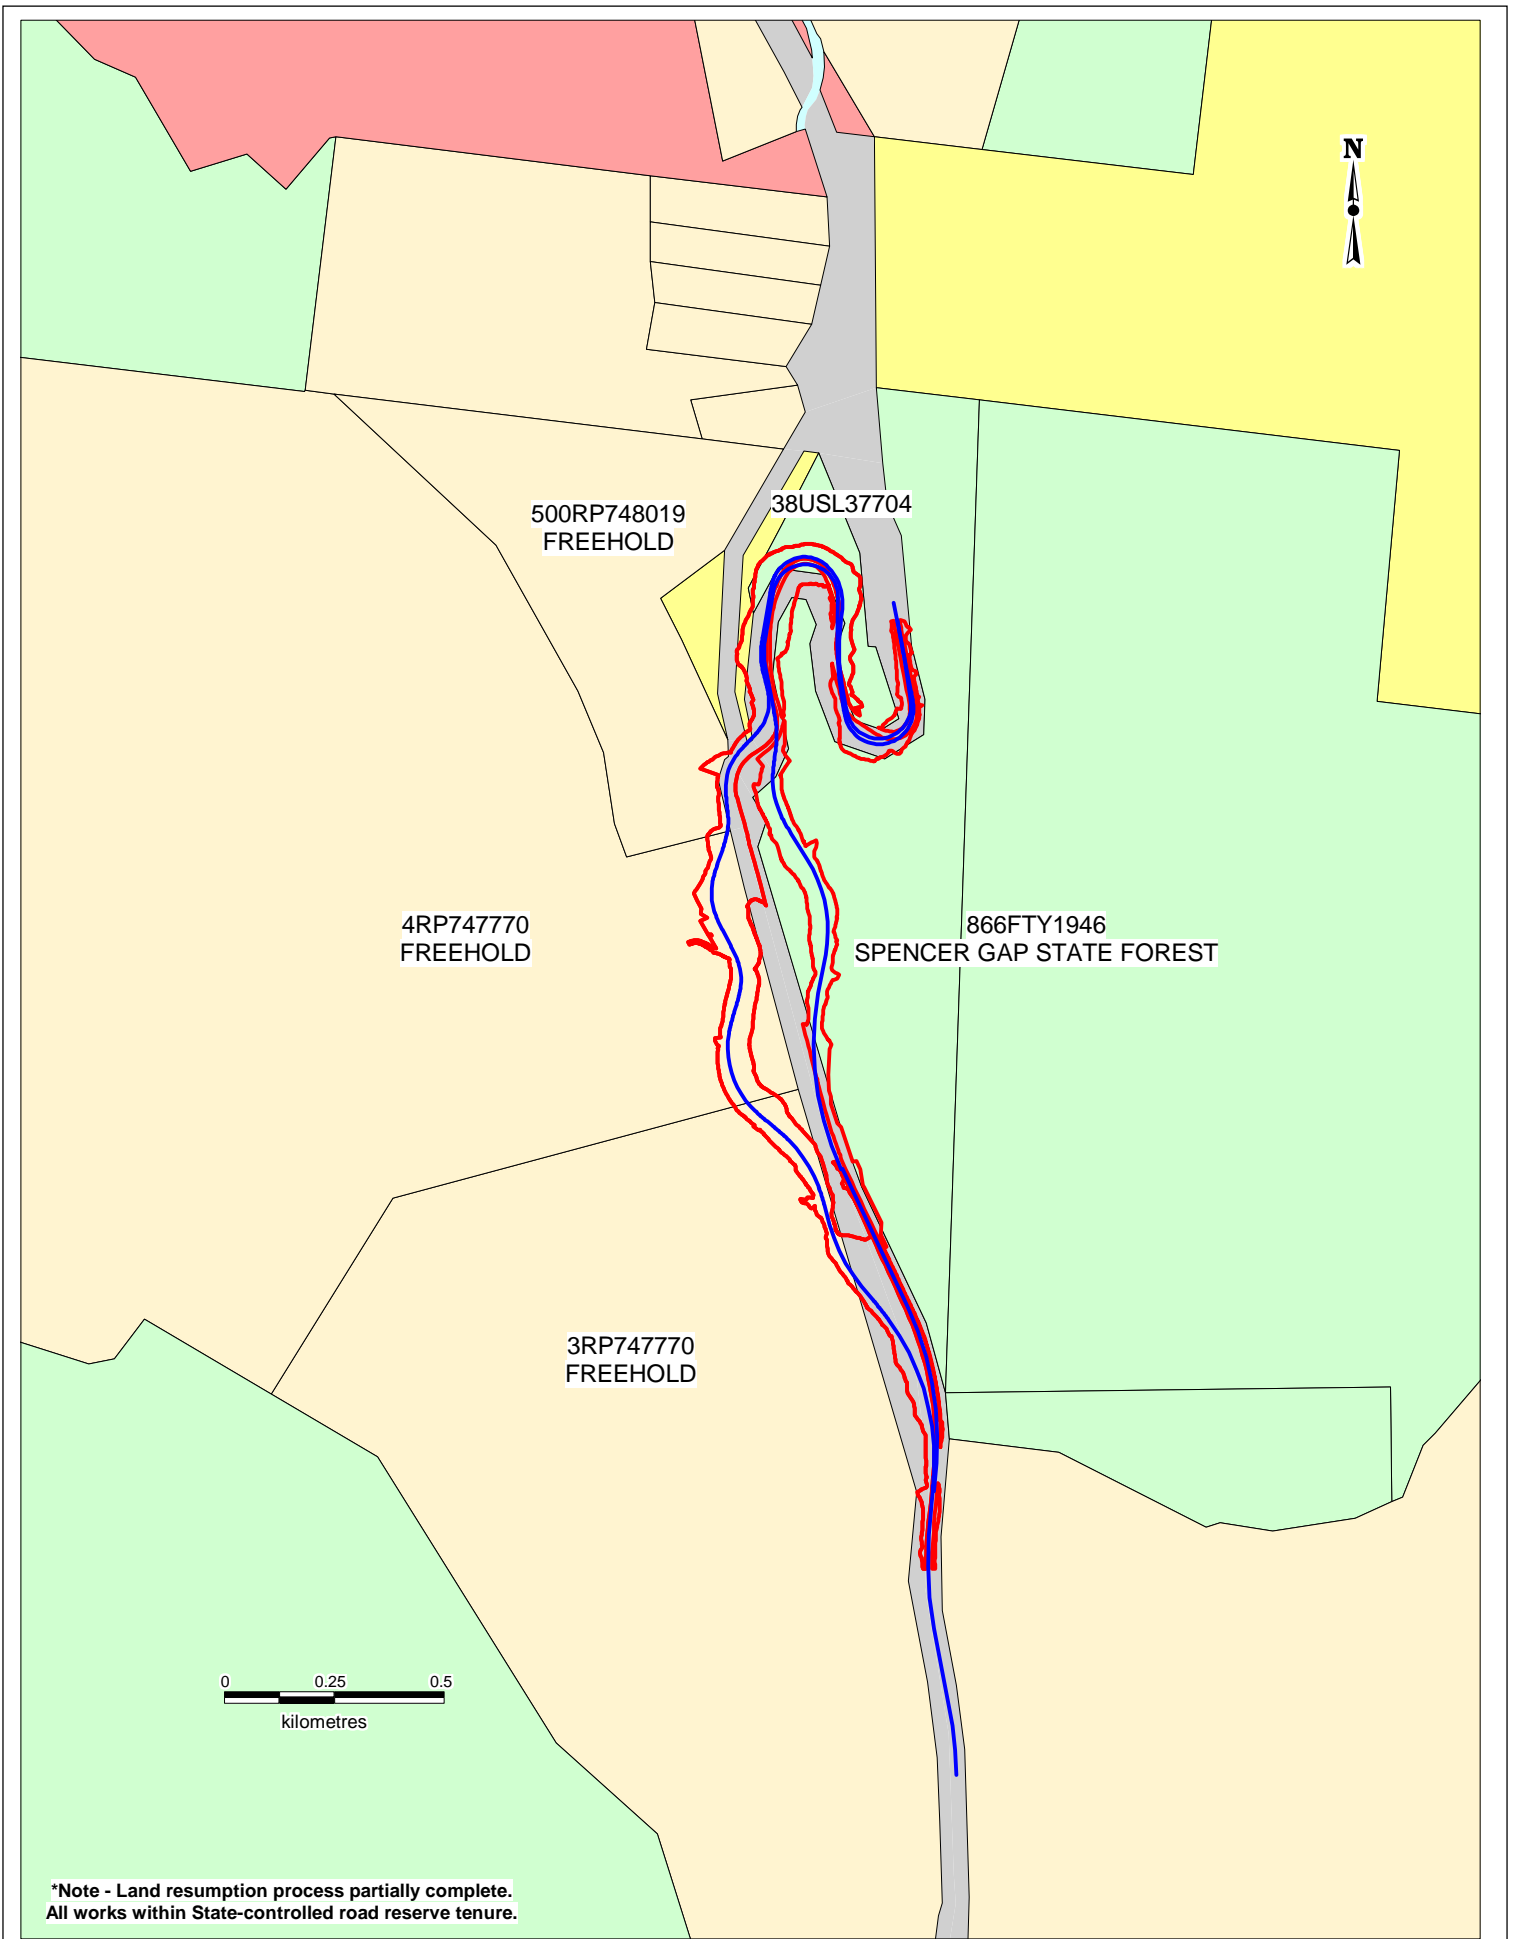 N
500RP748019
FREEHOLD
38USL37704
4RP747770
FREEHOLD
866FTY1946
SPENCER GAP STATE FOREST
3RP747770
FREEHOLD
0 0.25 0.5
kilometres
*Note - Land resumption process partially complete.
All works within State-controlled road reserve tenure.